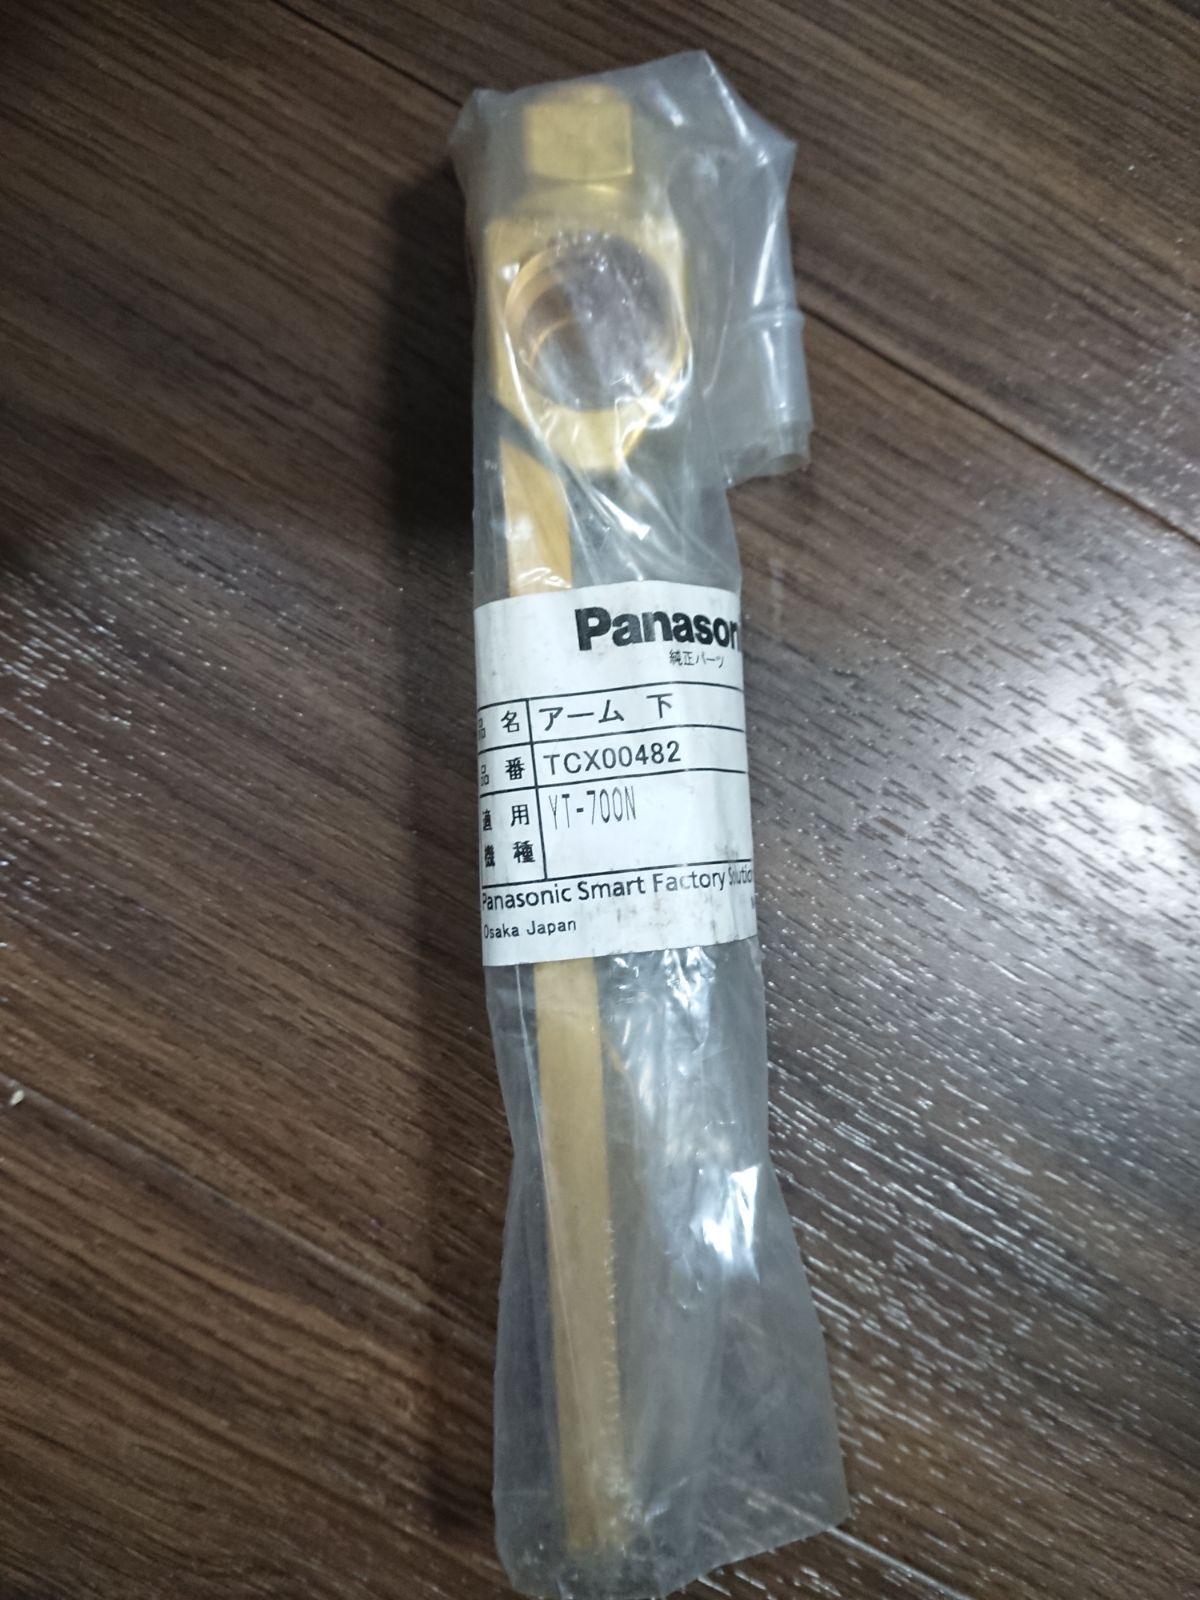 Panason
純正パーツ
品 名 アーム 下
品 番 TCX00482
適 用 YT-700N
機 種
Panasonic Smart Factory Solutio
Osaka Japan